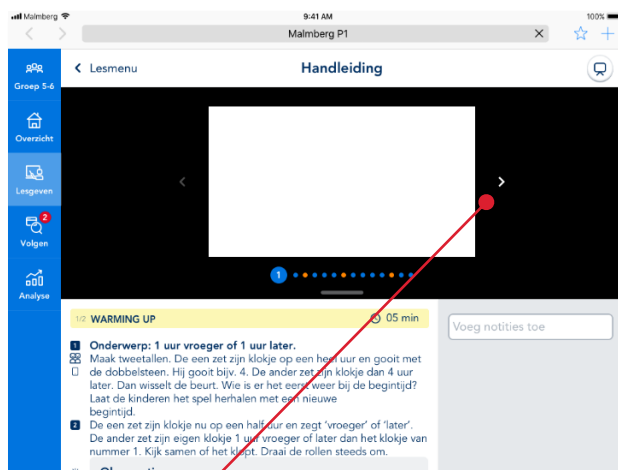 Malmberg
9:41 AM
100%
Malmberg P1
Groep 5-6
Lesmenu
Handleiding
Overzicht
Lesgeven
2
Volgen
Analyse
1
1/2 WARMING UP
05 min
Voeg notities toe
1 Onderwerp: 1 uur vroeger of 1 uur later.
Maak tweetallen. De een zet zijn klokje op een heel uur en gooit met
de dobbelsteen. Hij gooit bijv. 4. De ander zet zijn klokje dan 4 uur
later. Dan wisselt de beurt. Wie is er het eerst weer bij de begintijd?
Laat de kinderen het spel herhalen met een nieuwe
begintijd.
2 De een zet zijn klokje nu op een half uur en zegt ‘vroeger’ of ‘later’.
De ander zet zijn eigen klokje 1 uur vroeger of later dan het klokje van
nummer 1. Kijk samen of het klopt. Draai de rollen steeds om.